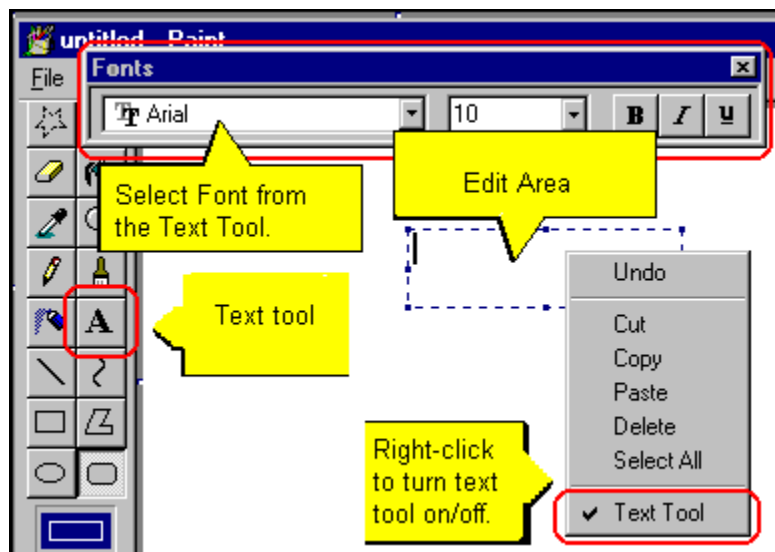 untitled - Paint
File
Fonts
Arial
10
B I U
Select Font from
the Text Tool.
Edit Area
Text tool
A
Undo
Cut
Copy
Paste
Delete
Select All
Text Tool
Right-click
to turn text
tool on/off.